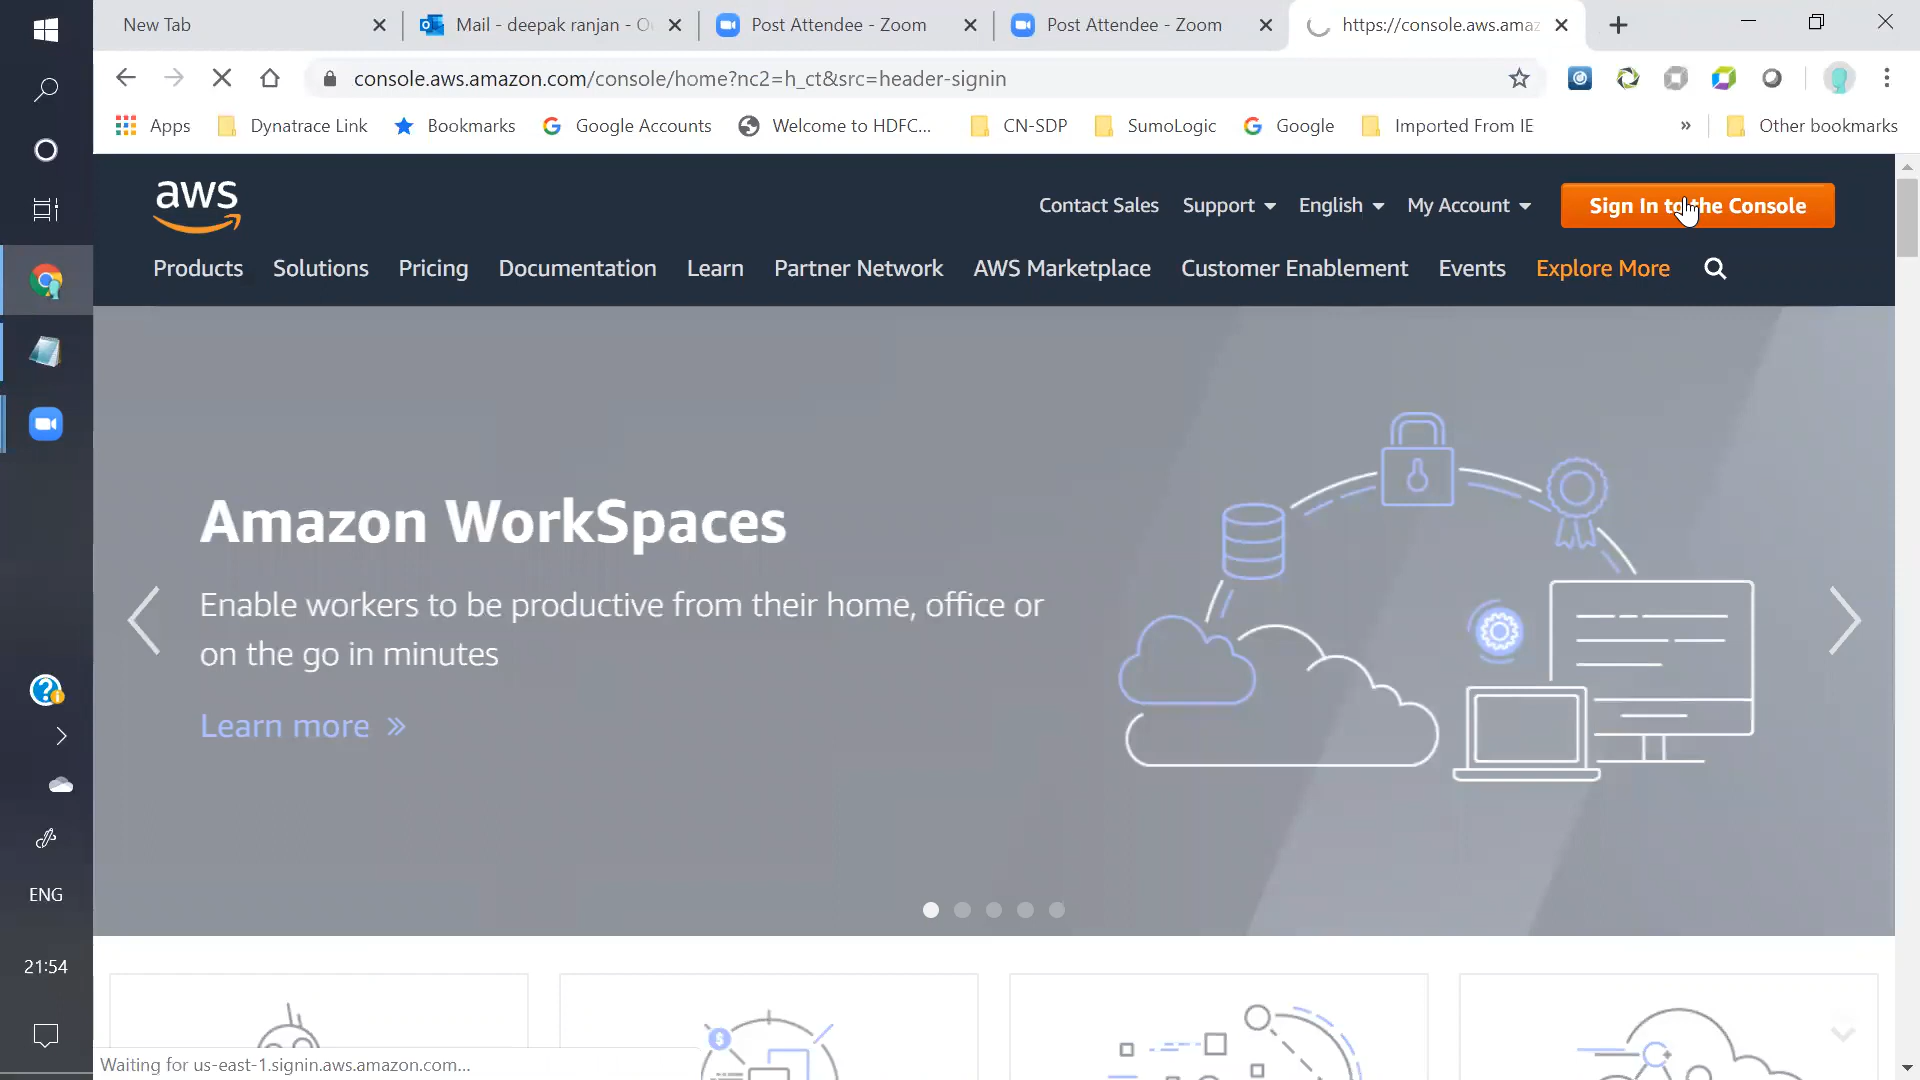 New Tab
Mail - deepak ranjan - O
Post Attendee - Zoom
Post Attendee - Zoom
https://console.aws.amaz
console.aws.amazon.com/console/home?nc2=h_ct&src=header-signin
Apps
Dynatrace Link
Bookmarks
Google Accounts
Welcome to HDFC...
CN-SDP
SumoLogic
Google
Imported From IE
»
Other bookmarks
aws
Contact Sales
Support
English
My Account
Sign In to the Console
Products
Solutions
Pricing
Documentation
Learn
Partner Network
AWS Marketplace
Customer Enablement
Events
Explore More
Amazon WorkSpaces
Enable workers to be productive from their home, office or
on the go in minutes
Learn more »
ENG
21:54
Waiting for us-east-1.signin.aws.amazon.com...